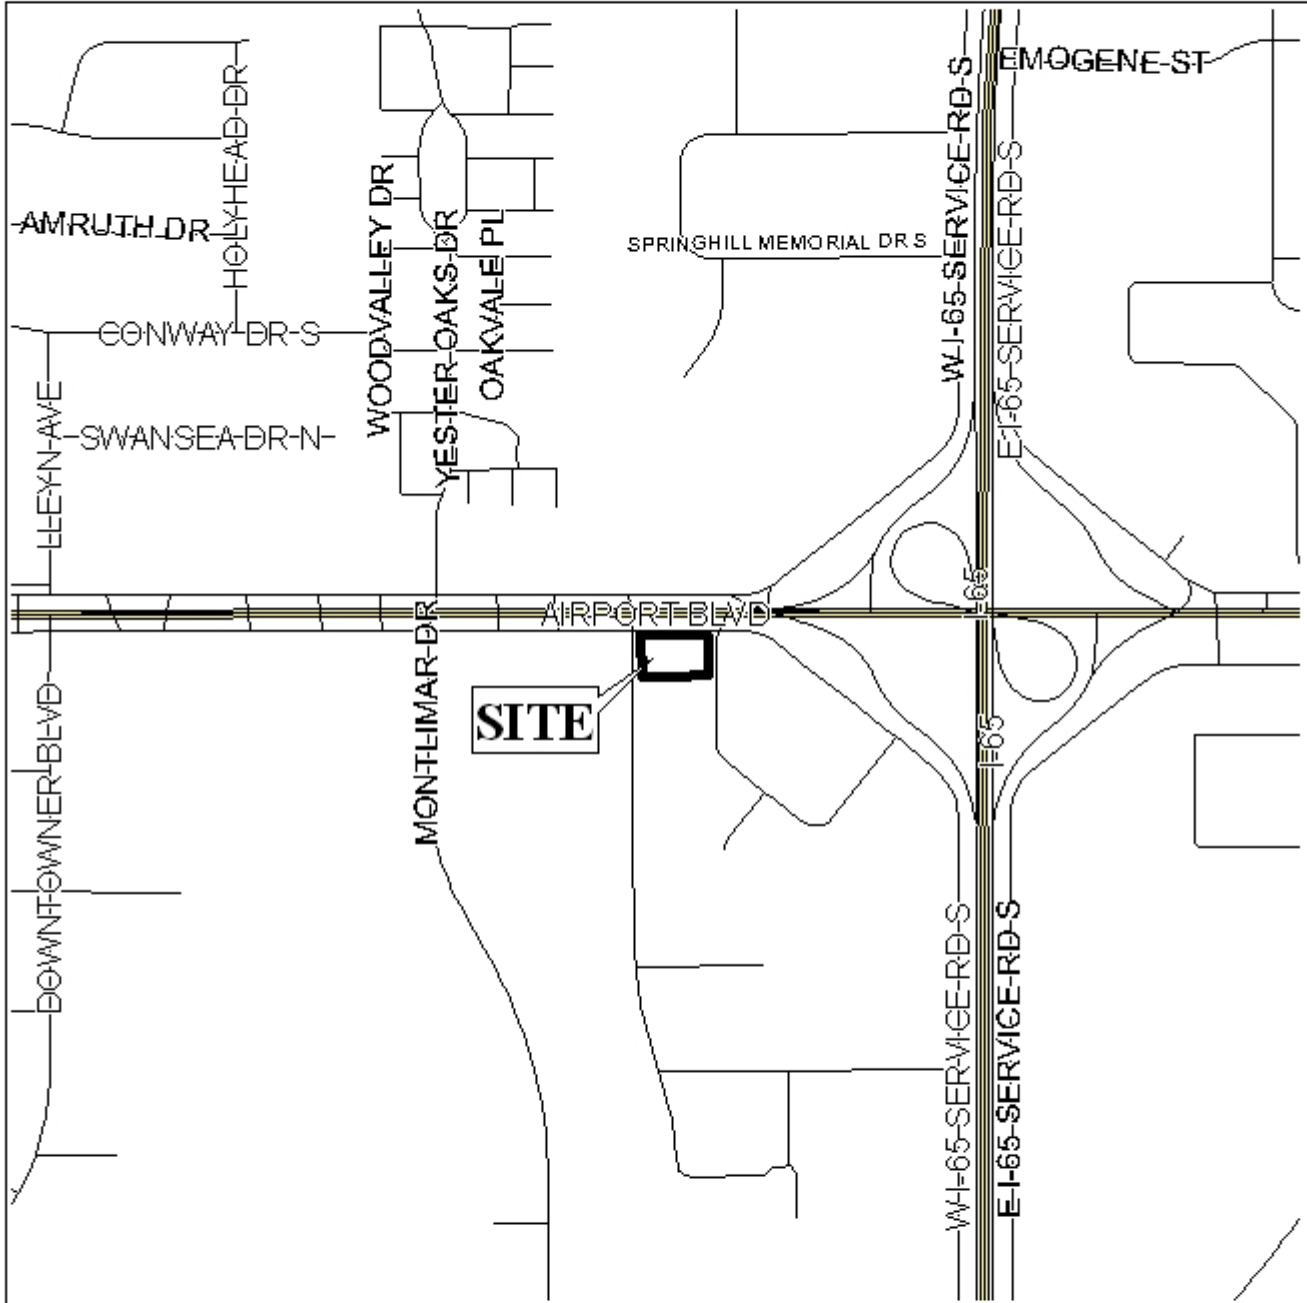 EMOGENE ST
W I-65 SERVICE RD S
E I-65 SERVICE RD S
HOLYHEAD DR
AMRUTH DR
WOODVALLEY DR
YESTER OAKS DR
OAKVALE PL
SPRINGHILL MEMORIAL DR S
CONWAY DR S
LLEYN AVE
SWANSEA DR N
AIRPORT BLVD
I-65
MONTLIMAR DR
SITE
DOWNTOWNER BLVD
I-65
W I-65 SERVICE RD S
E I-65 SERVICE RD S